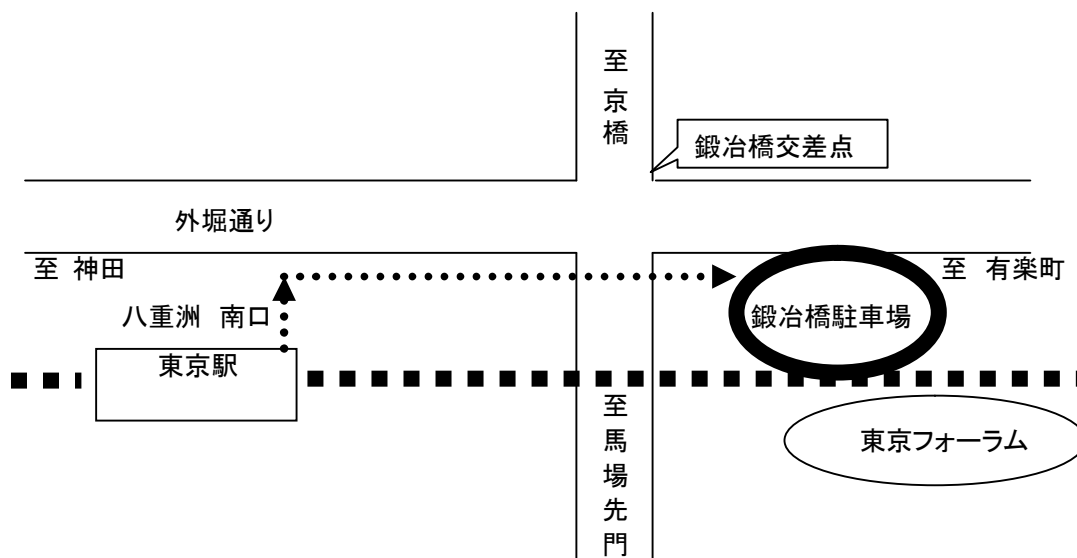 至京橋
鍛冶橋交差点
外堀通り
至 神田
至 有楽町
八重洲 南口
鍛冶橋駐車場
東京駅
至馬場先門
東京フォーラム